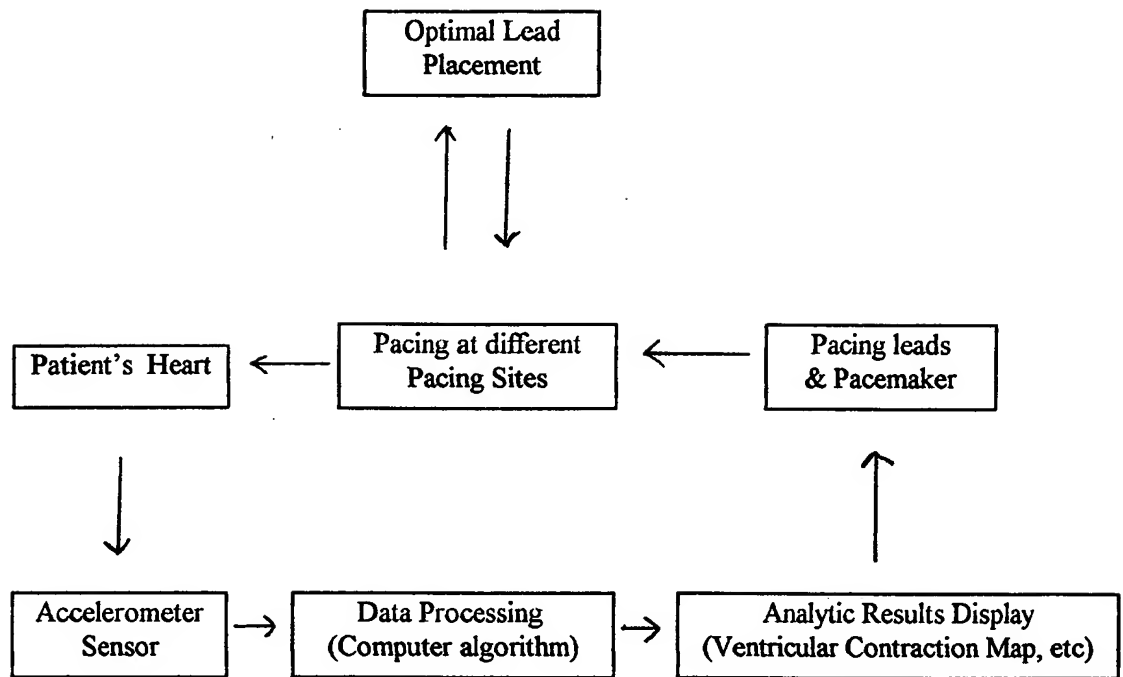 Optimal Lead
Placement
Patient's Heart
Pacing at different
Pacing Sites
Pacing leads
& Pacemaker
Accelerometer
Sensor
Data Processing
(Computer algorithm)
Analytic Results Display
(Ventricular Contraction Map, etc)